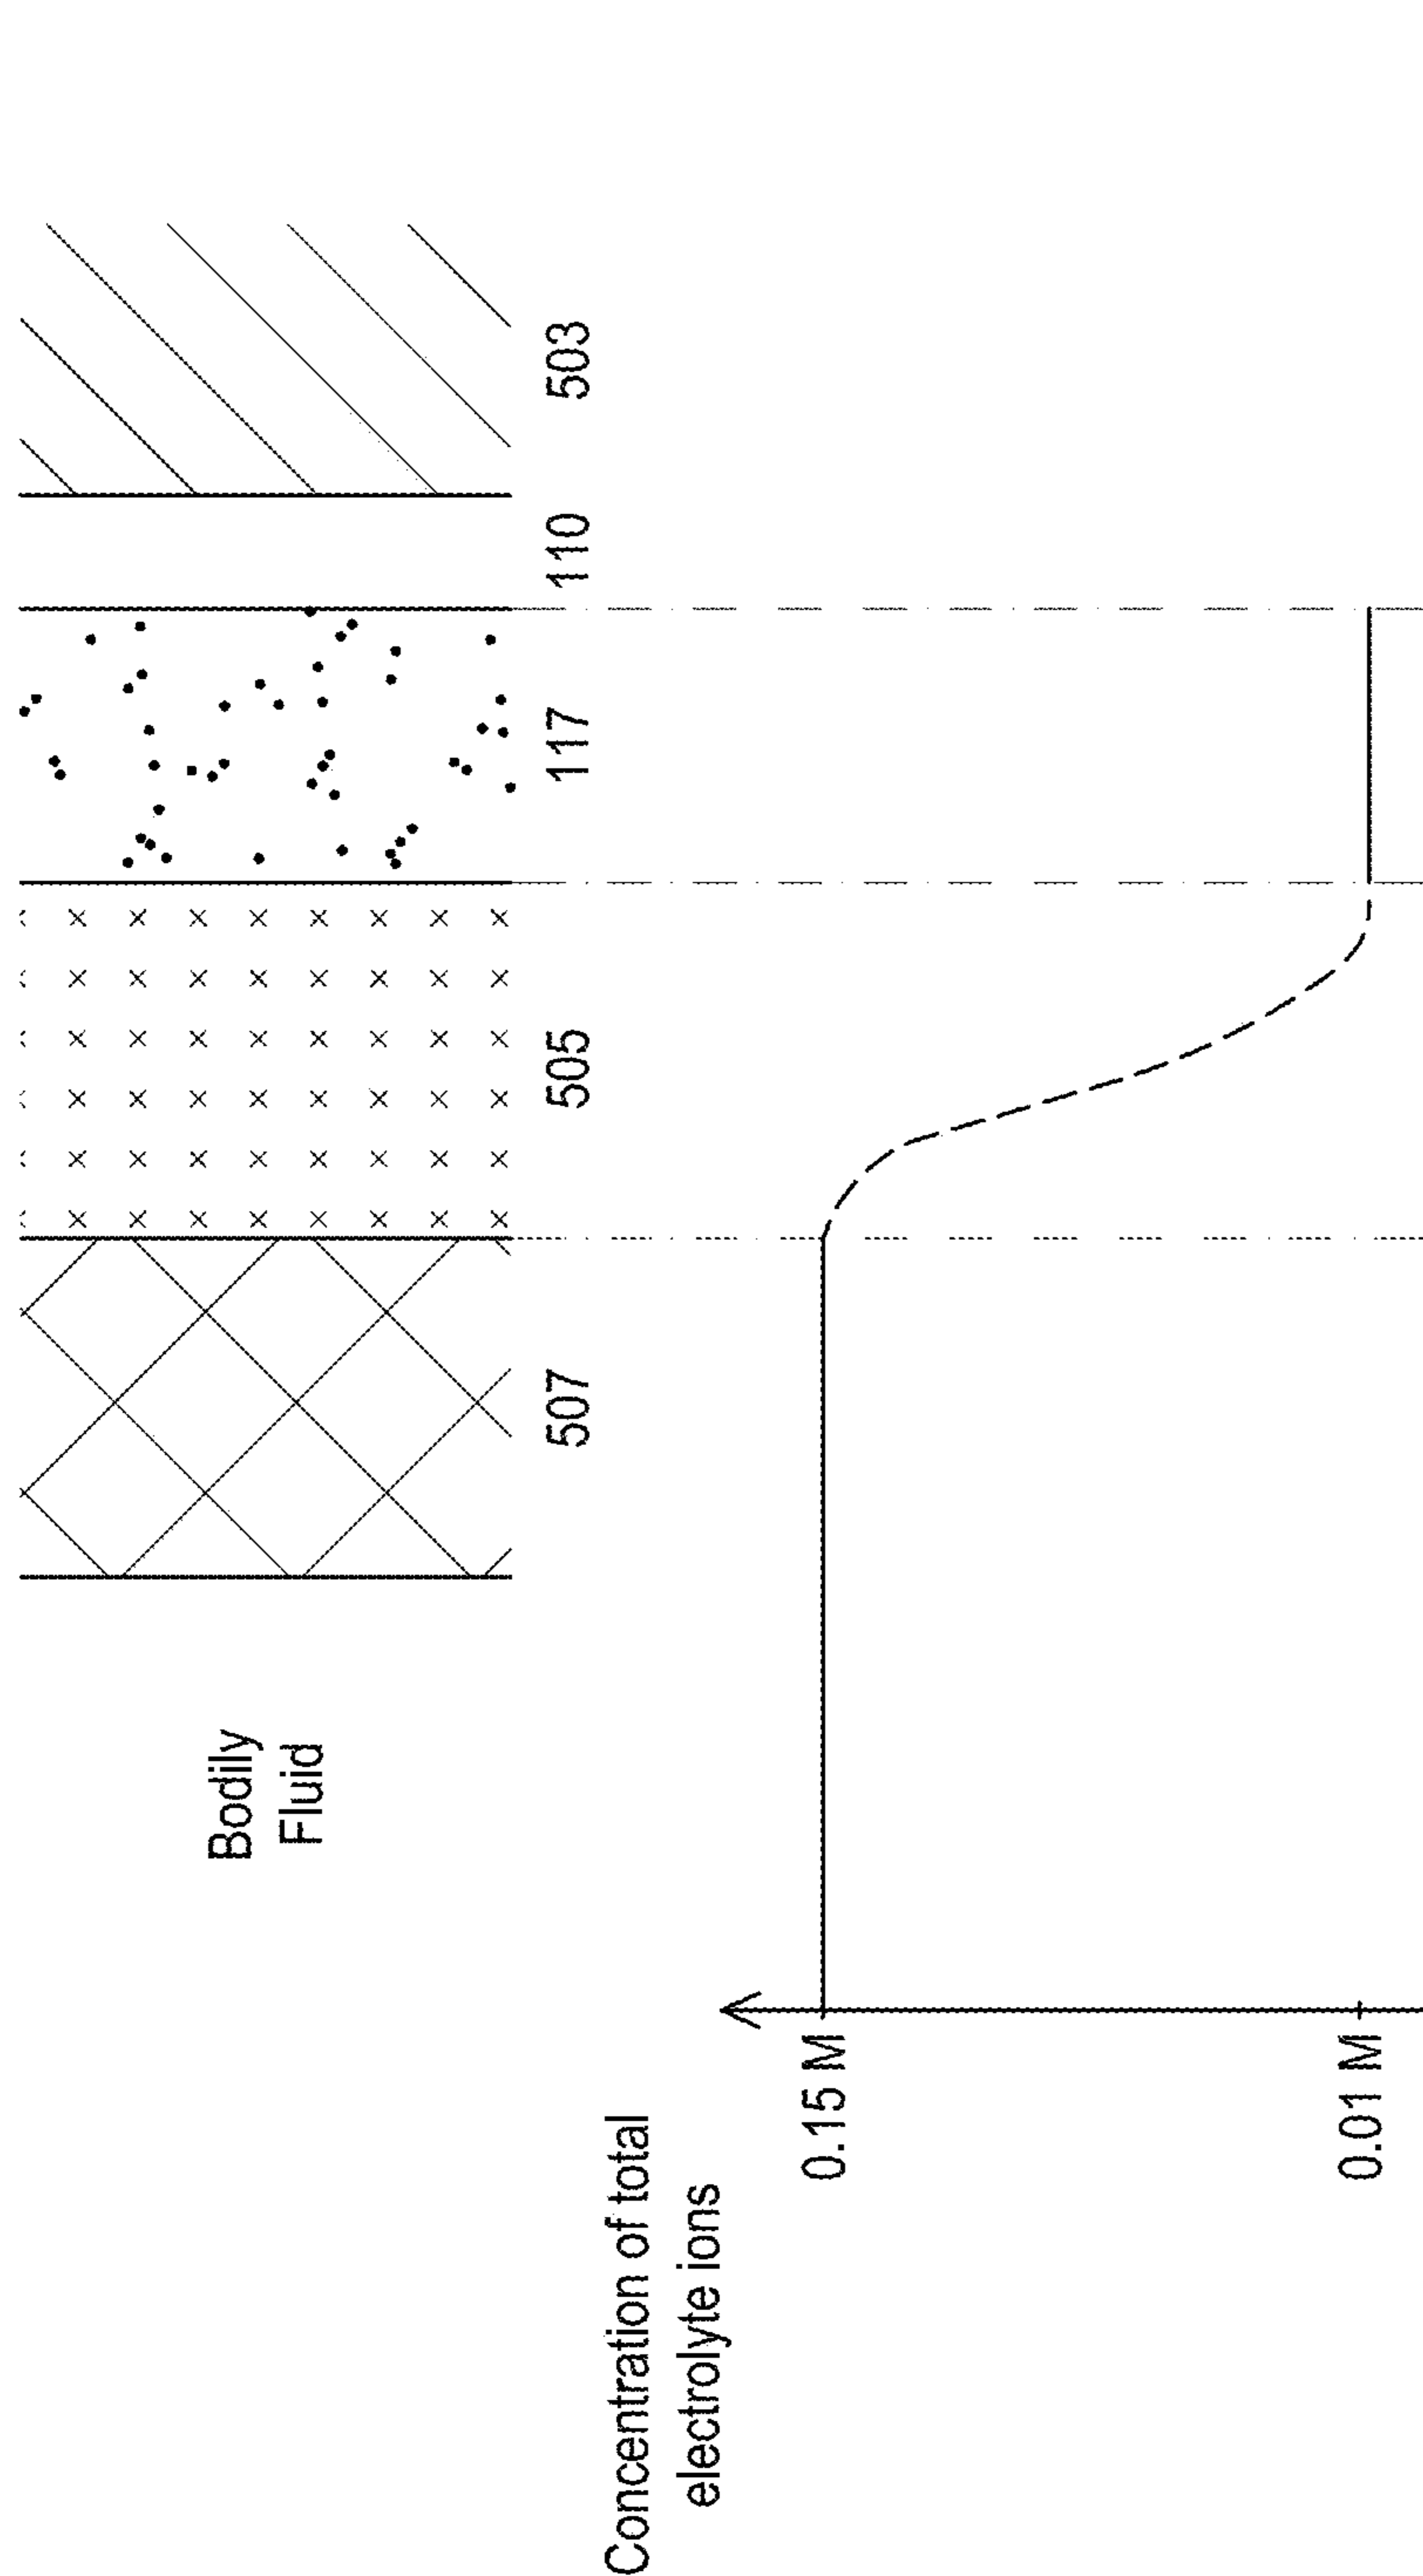 Bodily
Fluid
507
505
117
110
503
Concentration of total
electrolyte ions
0.15 M
0.01 M